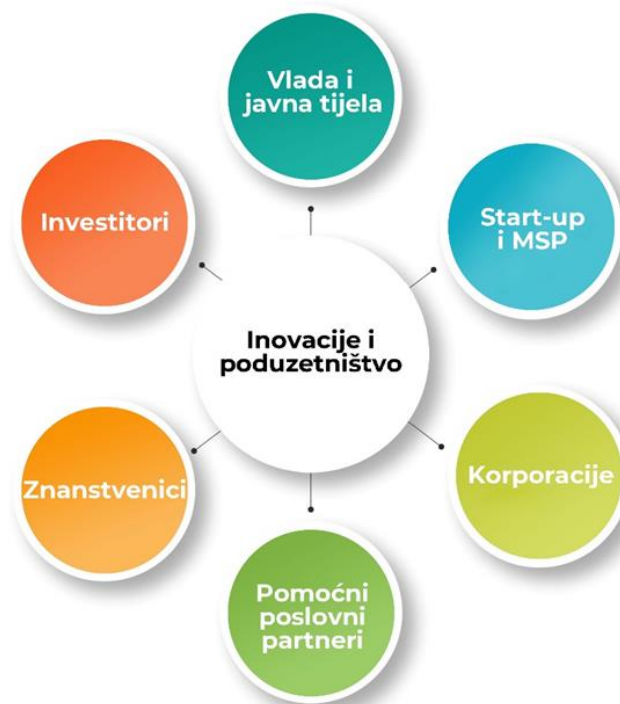 Vlada i
javna tijela
Investitori
Start-up
i MSP
Inovacije i
poduzetništvo
Znanstvenici
Korporacije
Pomoćni
poslovni
partneri